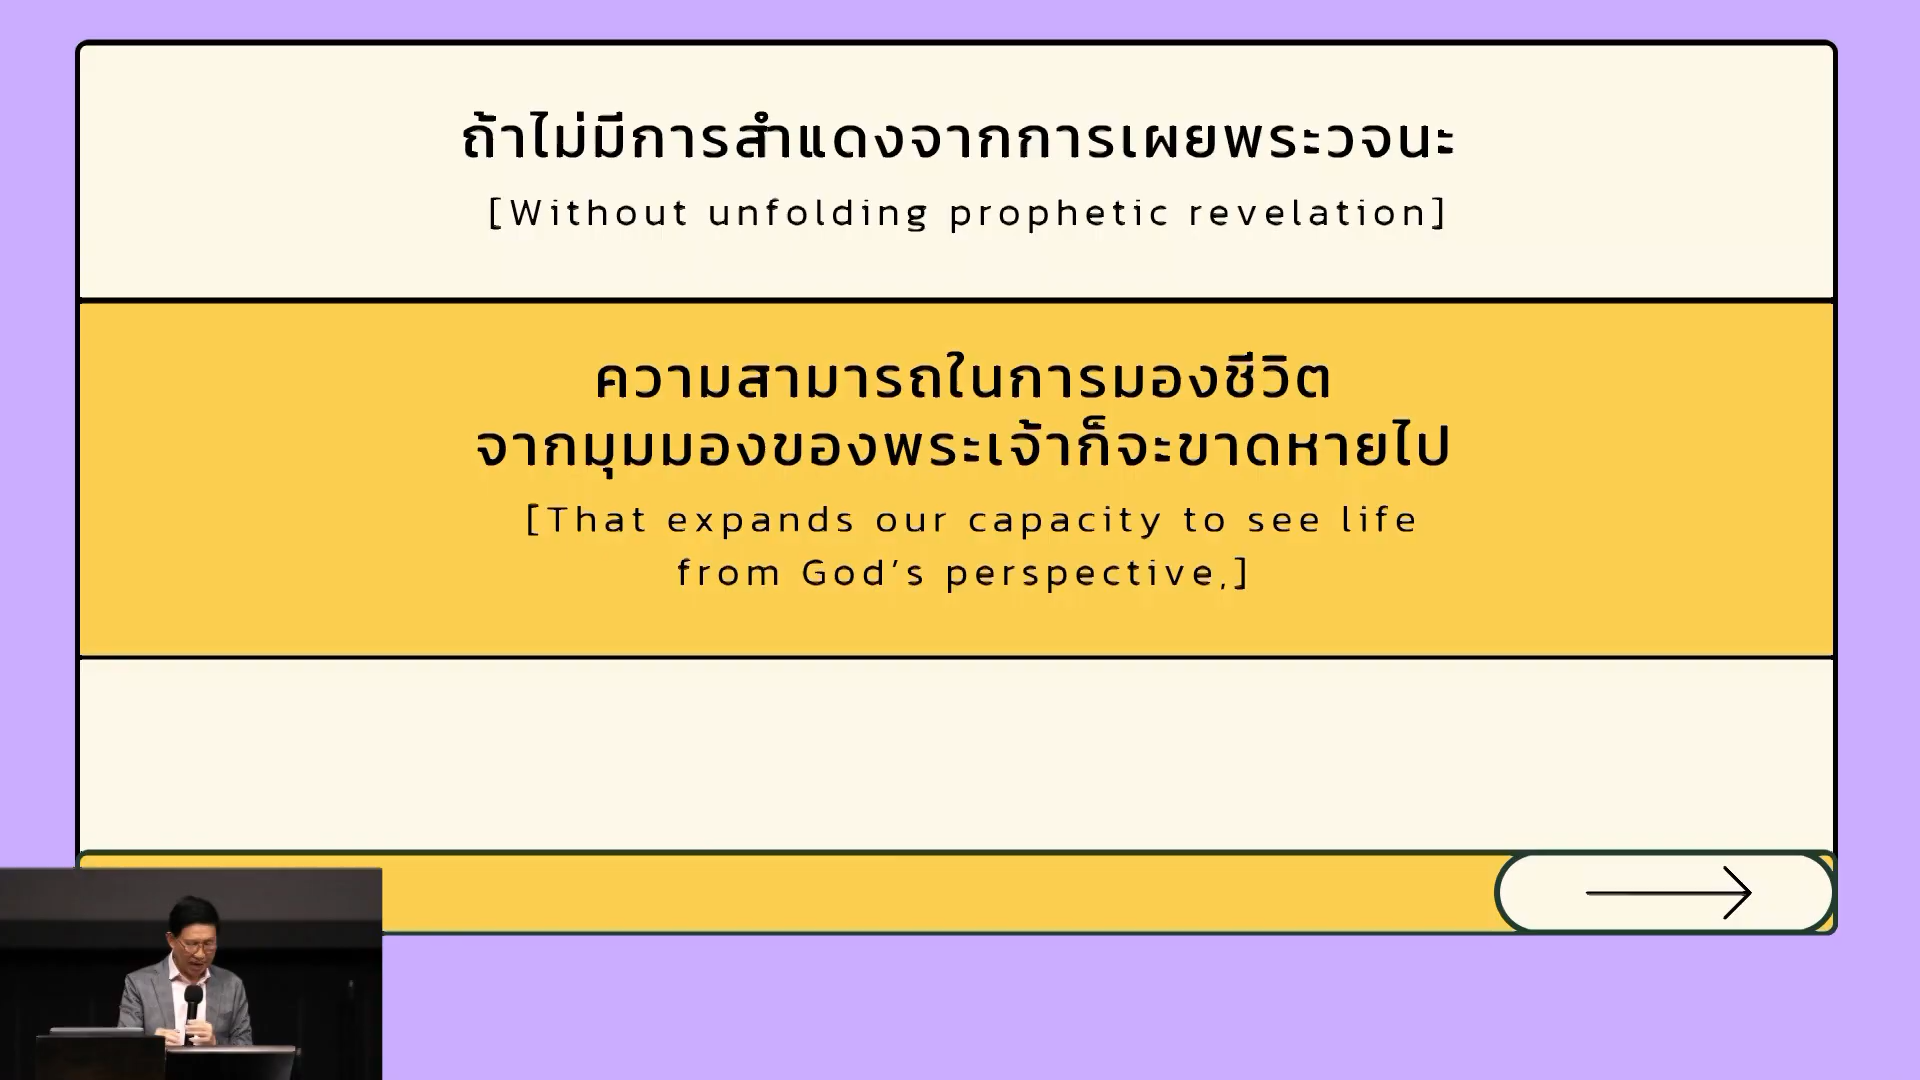 ถ้าไม่มีการสำแดงจากการเผยพระวจนะ
[Without unfolding prophetic revelation]
ความสามารถในการมองชีวิต
จากมุมมองของพระเจ้าก็จะขาดหายไป
[That expands our capacity to see life
from God’s perspective,]